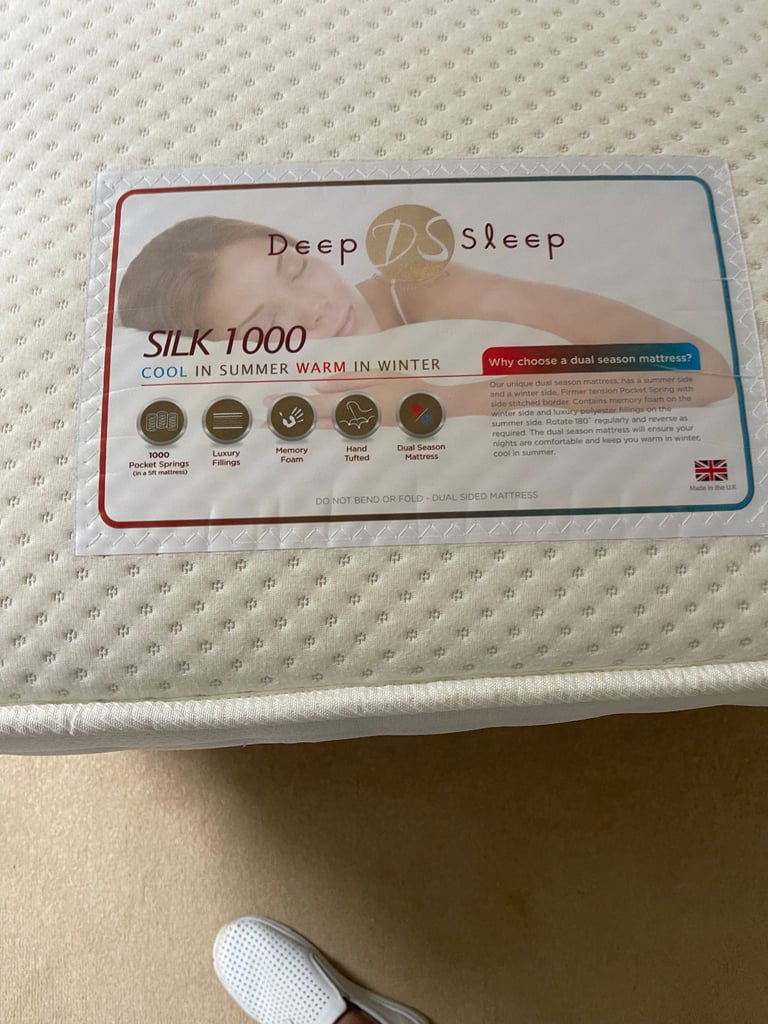 Deep DS Sleep
SILK 1000
COOL IN SUMMER WARM IN WINTER
1000
Pocket Springs
(in a 5ft mattress)
Luxury
Fillings
Memory
Foam
Hand
Tufted
Dual Season
Mattress
Why choose a dual season mattress?
Our unique dual season mattress, has a summer side
and a winter side. Firmer tension Pocket Spring with
side stitched border. Contains memory foam on the
winter side and luxury polyester fillings on the
summer side. Rotate 180° regularly and reverse as
required. The dual season mattress will ensure your
nights are comfortable and keep you warm in winter,
cool in summer.
Made in the U.K
DO NOT BEND OR FOLD - DUAL SIDED MATTRESS